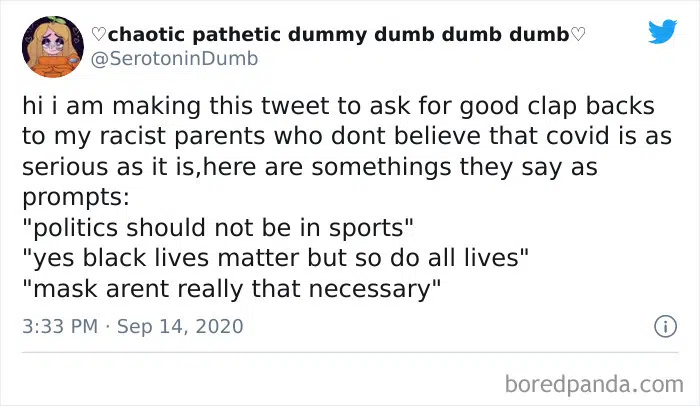 ♡chaotic pathetic dummy dumb dumb dumb♡
@SerotoninDumb
hi i am making this tweet to ask for good clap backs
to my racist parents who dont believe that covid is as
serious as it is,here are somethings they say as
prompts:
"politics should not be in sports"
"yes black lives matter but so do all lives"
"mask arent really that necessary"
3:33 PM · Sep 14, 2020
boredpanda.com